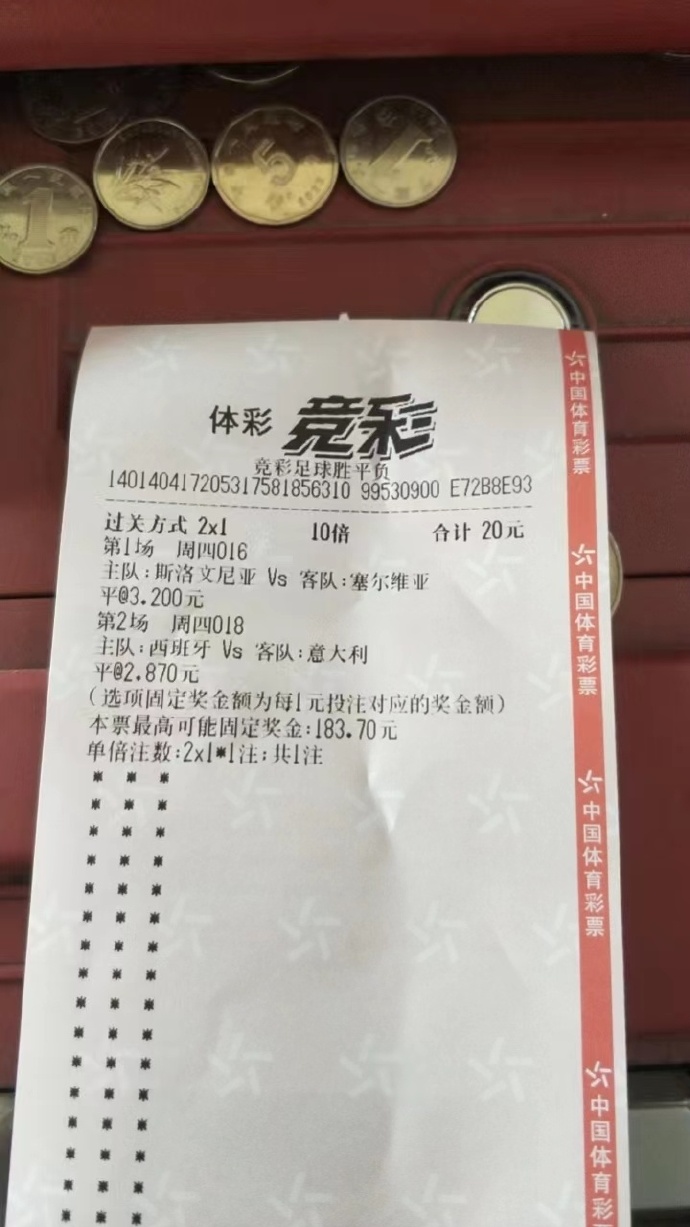 1
5
1
体彩 竞彩
竞彩足球胜平负
140140417205317581856310 99530900 E72B8E93
过关方式 2x1 10倍 合计 20元
第1场 周四016
主队:斯洛文尼亚 Vs 客队:塞尔维亚
平@3.200元
第2场 周四018
主队:西班牙 Vs 客队:意大利
平@2.870元
(选项固定奖金额为每1元投注对应的奖金额)
本票最高可能固定奖金:183.70元
单倍注数:2x1*1注;共1注
中国体育彩票
中国体育彩票
中国体育彩票
中国体育彩